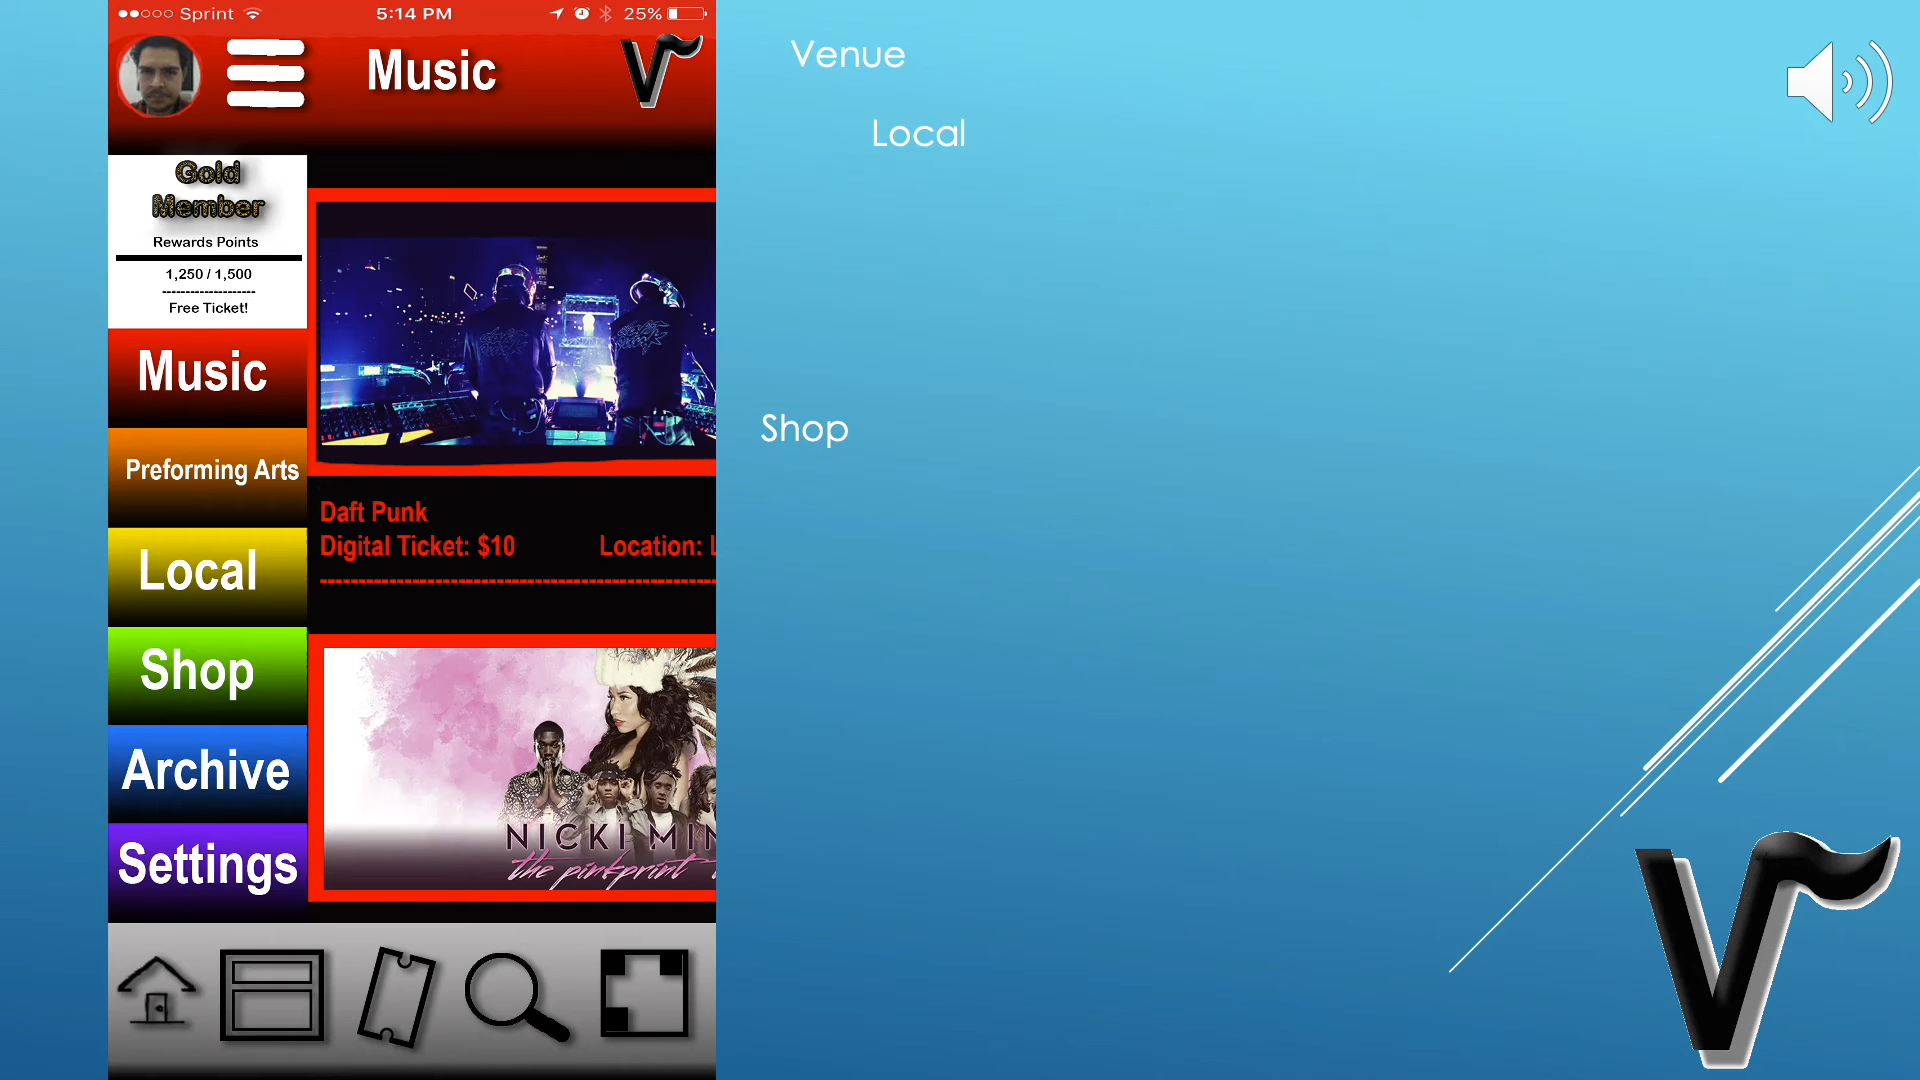 Sprint 5:14 PM 25%
Music
Gold
Member
Rewards Points
1,250 / 1,500
--------------------
Free Ticket!
Music
Preforming Arts
Local
Shop
Archive
Settings
Daft Punk
Digital Ticket: $10 Location: L
NICKI MIN
the pinkprint
Venue
Local
Shop
V